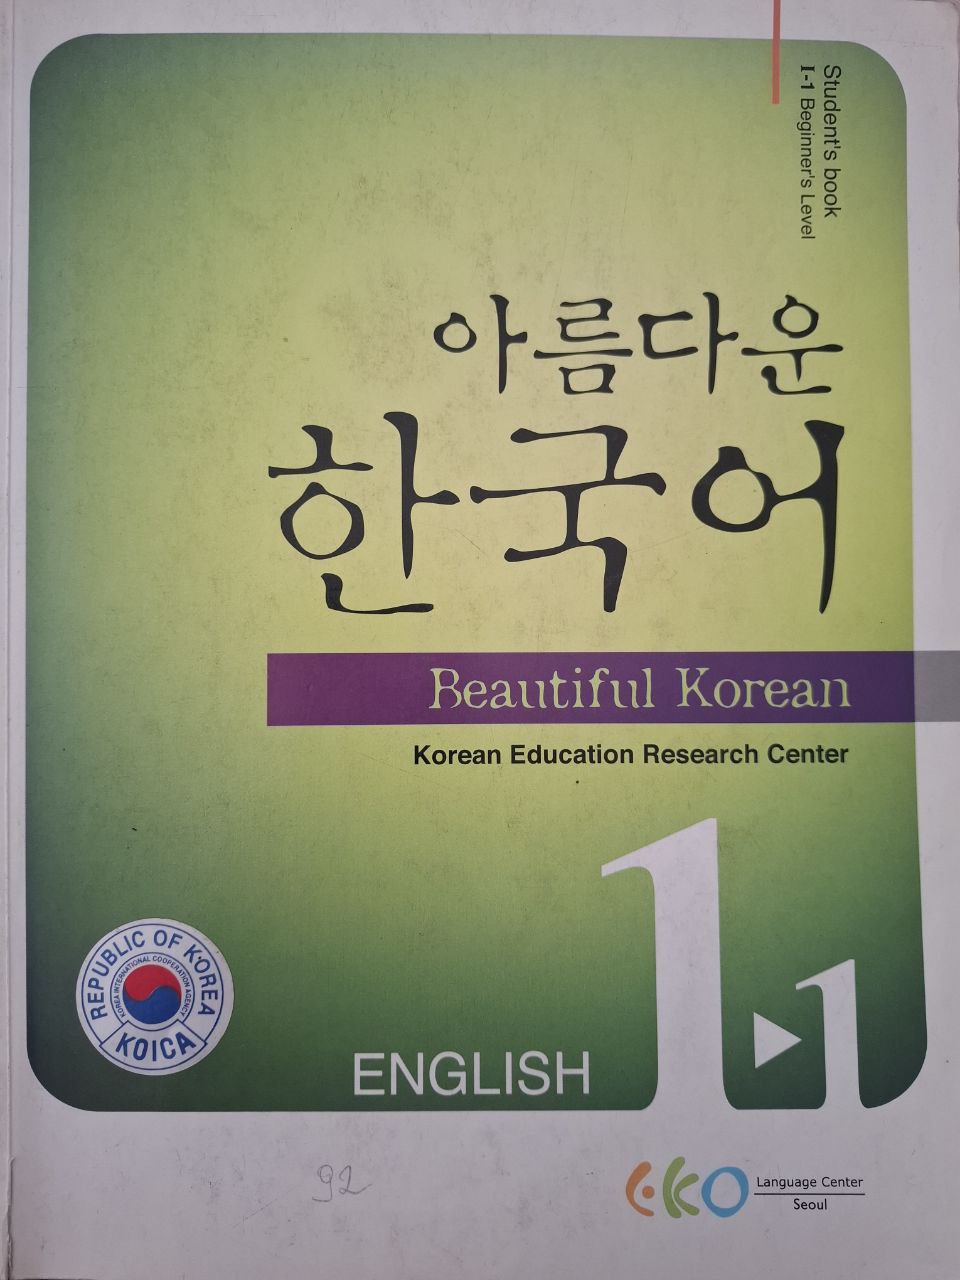 Student's book
I-1 Beginner's Level
아름다운
한국어
Beautiful Korean
Korean Education Research Center
1
1
REPUBLIC OF KOREA
KOREA INTERNATIONAL COOPERATION AGENCY
KOICA
ENGLISH
92
eko
Language Center
Seoul